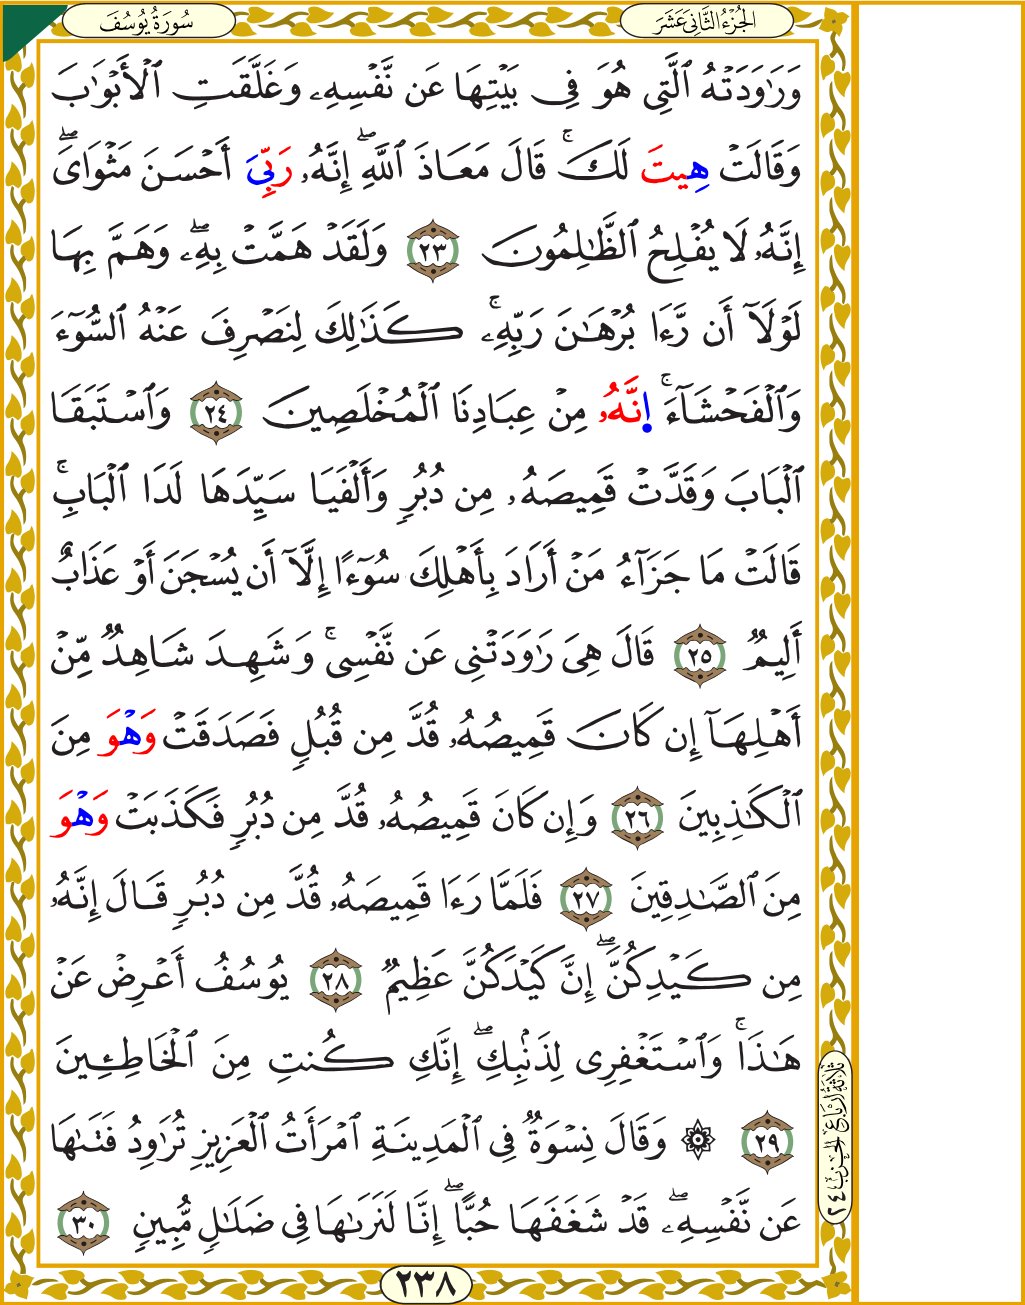 سُورَةُ يُوسُفَ
الجُزْءُ الثَّانِي عَشَرَ
وَرَٰوَدَتْهُ ٱلَّتِى هُوَ فِى بَيْتِهَا عَن نَّفْسِهِۦ وَغَلَّقَتِ ٱلْأَبْوَٰبَ
وَقَالَتْ هِيتَ لَكَ ۚ قَالَ مَعَاذَ ٱللَّهِ ۖ إِنَّهُۥ رَبِّىَ أَحْسَنَ مَثْوَاىَ ۖ
إِنَّهُۥ لَا يُفْلِحُ ٱلظَّٰلِمُونَ ٢٣ وَلَقَدْ هَمَّتْ بِهِۦ ۖ وَهَمَّ بِهَا
لَوْلَآ أَن رَّءَا بُرْهَٰنَ رَبِّهِۦ ۚ كَذَٰلِكَ لِنَصْرِفَ عَنْهُ ٱلسُّوٓءَ
وَٱلْفَحْشَآءَ ۚ إِنَّهُۥ مِنْ عِبَادِنَا ٱلْمُخْلَصِينَ ٢٤ وَٱسْتَبَقَا
ٱلْبَابَ وَقَدَّتْ قَمِيصَهُۥ مِن دُبُرٍ وَأَلْفَيَا سَيِّدَهَا لَدَا ٱلْبَابِ ۚ
قَالَتْ مَا جَزَآءُ مَنْ أَرَادَ بِأَهْلِكَ سُوٓءًا إِلَّآ أَن يُسْجَنَ أَوْ عَذَابٌ
أَلِيمٌ ٢٥ قَالَ هِىَ رَٰوَدَتْنِى عَن نَّفْسِى ۚ وَشَهِدَ شَاهِدٌ مِّنْ
أَهْلِهَآ إِن كَانَ قَمِيصُهُۥ قُدَّ مِن قُبُلٍ فَصَدَقَتْ وَهْوَ مِنَ
ٱلْكَٰذِبِينَ ٢٦ وَإِن كَانَ قَمِيصُهُۥ قُدَّ مِن دُبُرٍ فَكَذَبَتْ وَهْوَ
مِنَ ٱلصَّٰدِقِينَ ٢٧ فَلَمَّا رَءَا قَمِيصَهُۥ قُدَّ مِن دُبُرٍ قَالَ إِنَّهُۥ
مِن كَيْدِكُنَّ ۖ إِنَّ كَيْدَكُنَّ عَظِيمٌ ٢٨ يُوسُفُ أَعْرِضْ عَنْ
هَٰذَا ۚ وَٱسْتَغْفِرِى لِذَنۢبِكِ ۖ إِنَّكِ كُنتِ مِنَ ٱلْخَاطِـِٔينَ
٢٩ ۞ وَقَالَ نِسْوَةٌ فِى ٱلْمَدِينَةِ ٱمْرَأَتُ ٱلْعَزِيزِ تُرَٰوِدُ فَتَىٰهَا
عَن نَّفْسِهِۦ ۖ قَدْ شَغَفَهَا حُبًّا ۖ إِنَّا لَنَرَىٰهَا فِى ضَلَٰلٍ مُّبِينٍ ٣٠
ثلاثة أرباع الحزب ٢٤
٢٣٨